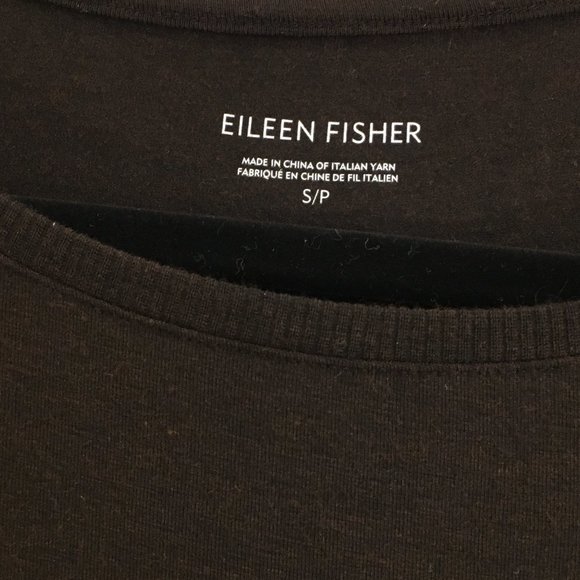 EILEEN FISHER
MADE IN CHINA OF ITALIAN YARN
FABRIQUÉ EN CHINE DE FIL ITALIEN
S/P